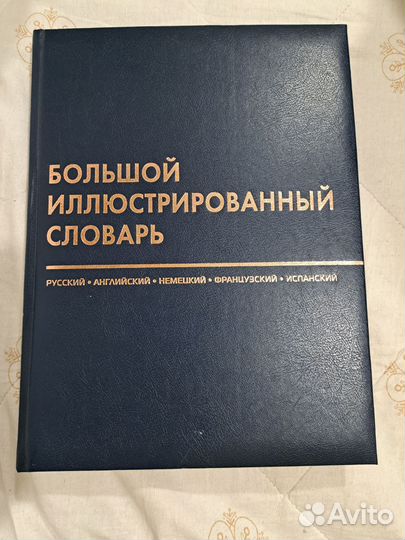 БОЛЬШОЙ
ИЛЛЮСТРИРОВАННЫЙ
СЛОВАРЬ
РУССКИЙ • АНГЛИЙСКИЙ • НЕМЕЦКИЙ • ФРАНЦУЗСКИЙ • ИСПАНСКИЙ
Avito